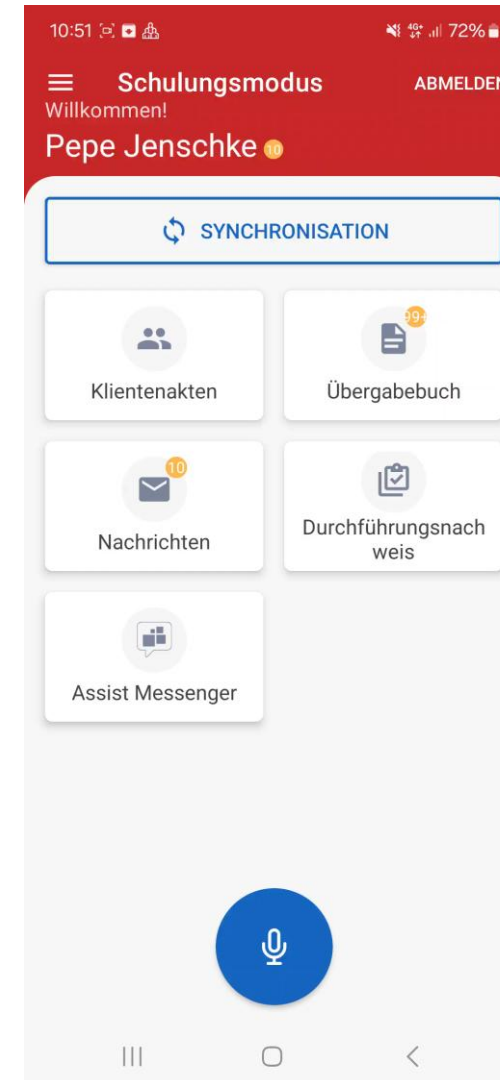 10:51 72%
Schulungsmodus ABMELDEN
Willkommen!
Pepe Jenschke 10
SYNCHRONISATION
99+
Klientenakten Übergabebuch
10
Nachrichten Durchführungsnach
weis
Assist Messenger